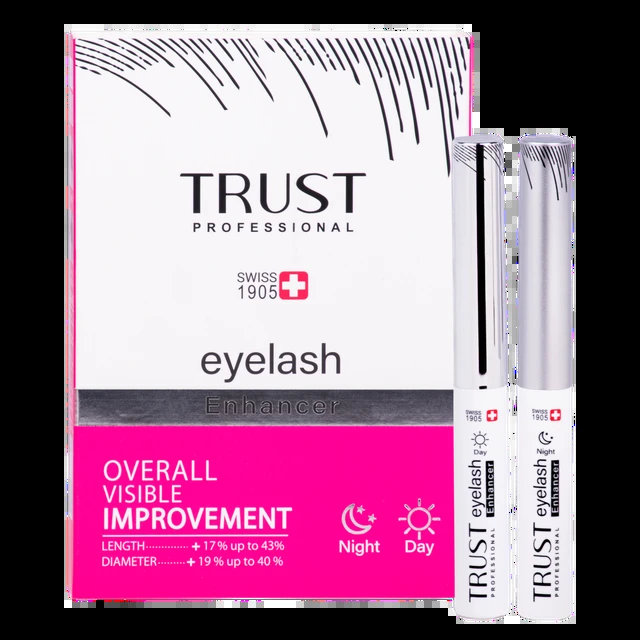 TRUST
PROFESSIONAL
SWISS
1905
eyelash
Enhancer
OVERALL
VISIBLE
IMPROVEMENT
LENGTH............ + 17 % up to 43%
DIAMETER.......... + 19 % up to 40 %
Night
Day
SWISS
1905
Day
TRUST
PROFESSIONAL
eyelash
Enhancer
SWISS
1905
Night
TRUST
PROFESSIONAL
eyelash
Enhancer